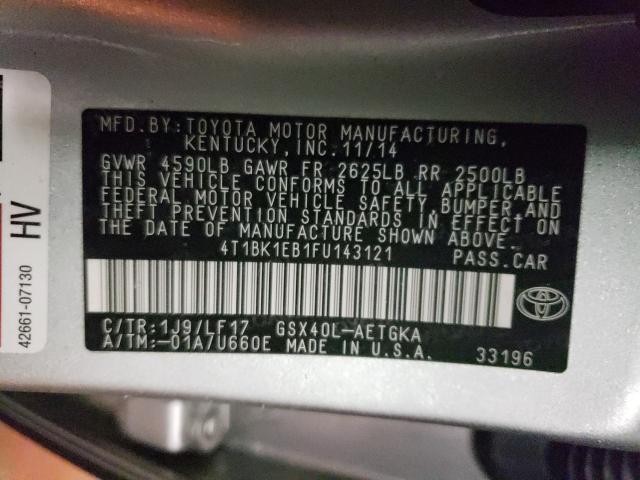 MFD.BY:TOYOTA MOTOR MANUFACTURING,
KENTUCKY,INC.11/14
GVWR 4590LB GAWR FR 2625LB RR 2500LB
THIS VEHICLE CONFORMS TO ALL APPLICABLE
FEDERAL MOTOR VEHICLE SAFETY,BUMPER,AND
THEFT PREVENTION STANDARDS IN EFFECT ON
THE DATE OF MANUFACTURE SHOWN ABOVE.
4T1BK1EB1FU143121 PASS.CAR
C/TR:1J9/LF17 GSX40L-AETGKA
A/TM:-01A/U660E MADE IN U.S.A. 33196
HV
42661-07130